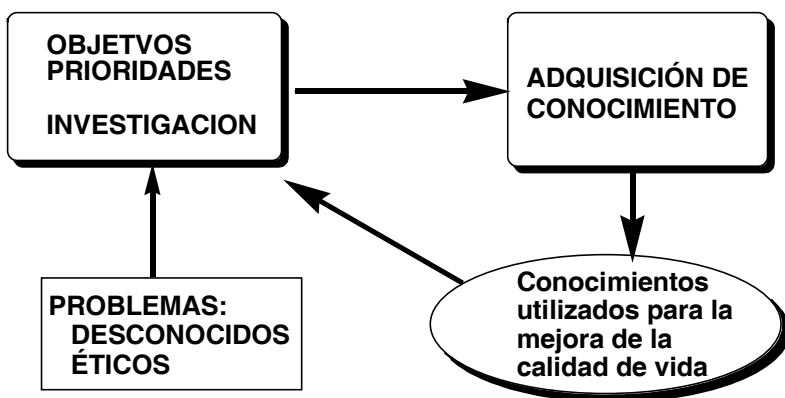 OBJETVOS
PRIORIDADES
INVESTIGACION
ADQUISICIÓN DE
CONOCIMIENTO
PROBLEMAS:
DESCONOCIDOS
ÉTICOS
Conocimientos
utilizados para la
mejora de la
calidad de vida